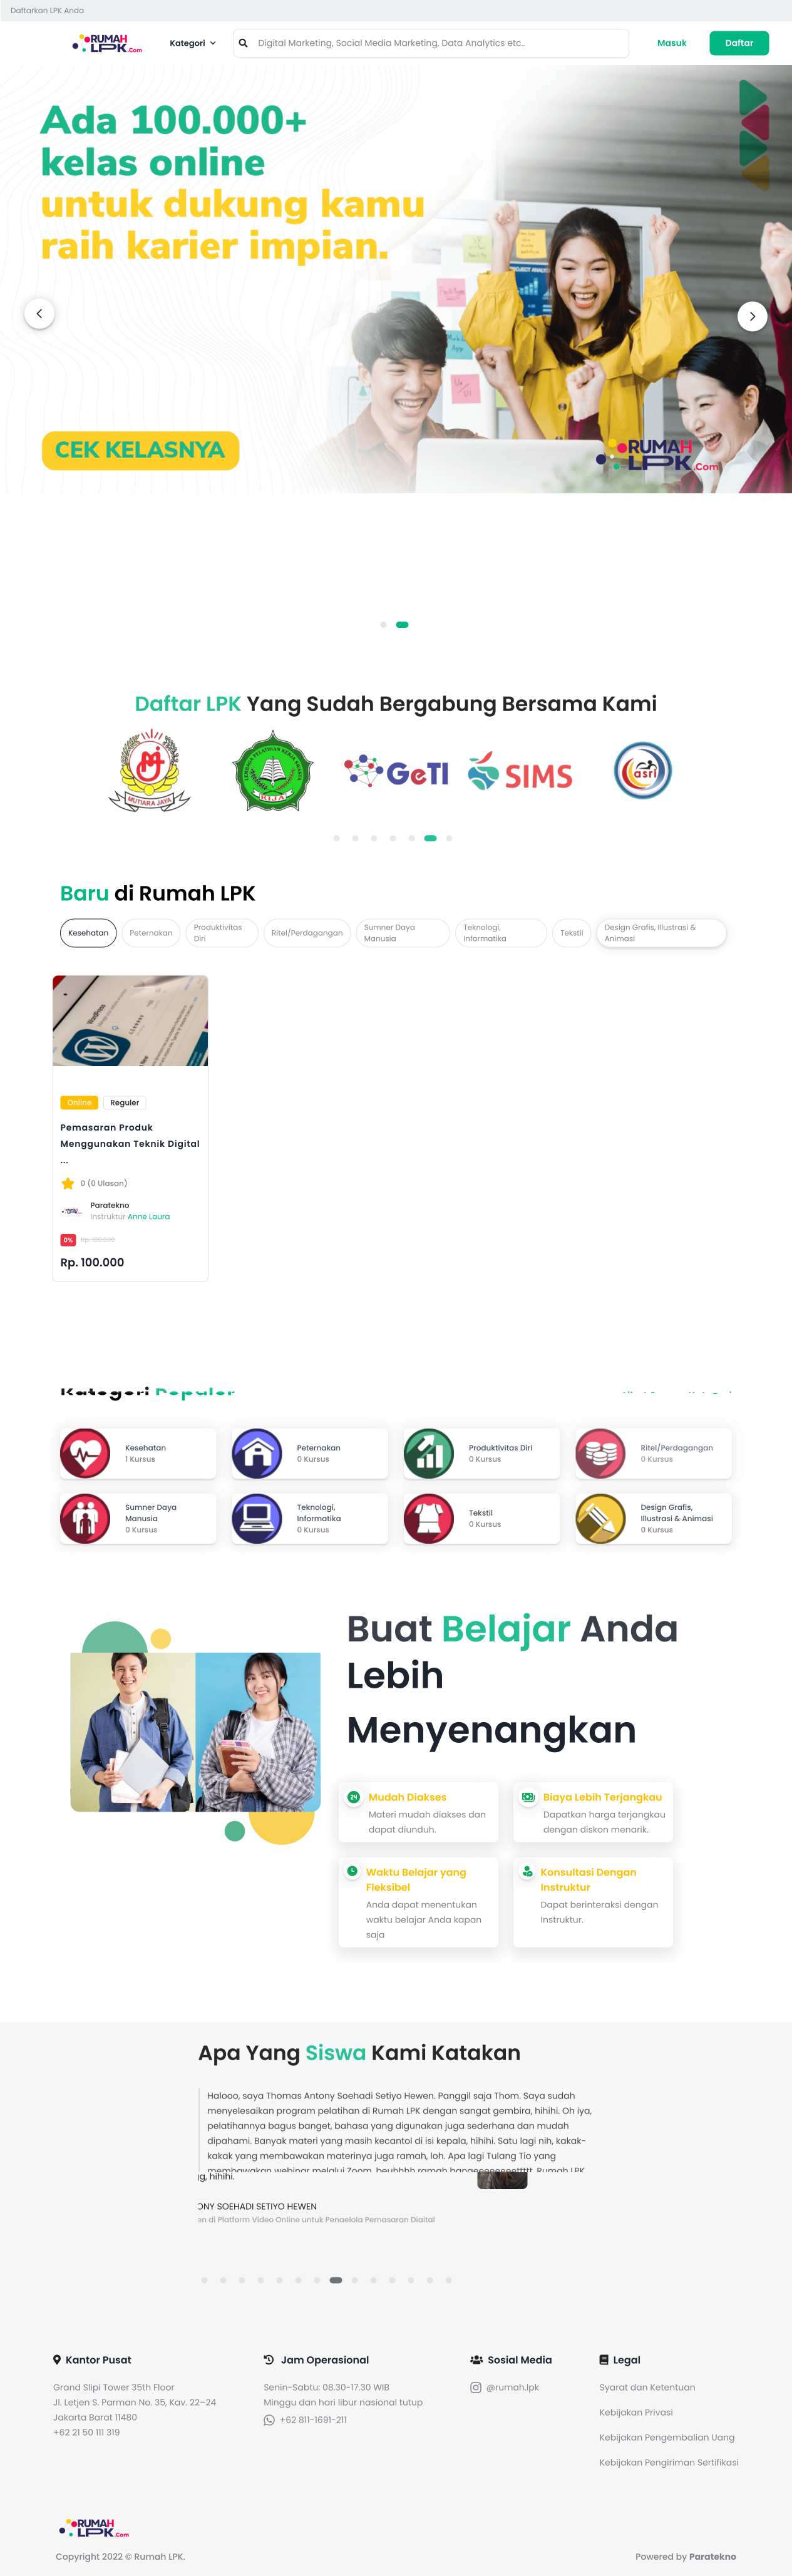 Daftarkan LPK Anda
RUMAH LPK.Com
Kategori
Digital Marketing, Social Media Marketing, Data Analytics etc..
Masuk
Daftar
Ada 100.000+
kelas online
untuk dukung kamu
raih karier impian.
CEK KELASNYA
RUMAH
LPK.Com
Daftar LPK Yang Sudah Bergabung Bersama Kami
MUTIARA JAYA
GeTI
SIMS
asri
Baru di Rumah LPK
Kesehatan
Peternakan
Produktivitas
Diri
Ritel/Perdagangan
Sumner Daya
Manusia
Teknologi,
Informatika
Tekstil
Design Grafis, Illustrasi &
Animasi
Online
Reguler
Pemasaran Produk
Menggunakan Teknik Digital
...
0 (0 Ulasan)
Paratekno
Instruktur Anne Laura
0%
Rp. 100.000
Rp. 100.000
Kategori Populer
Kesehatan
1 Kursus
Peternakan
0 Kursus
Produktivitas Diri
0 Kursus
Ritel/Perdagangan
0 Kursus
Sumner Daya
Manusia
0 Kursus
Teknologi,
Informatika
0 Kursus
Tekstil
0 Kursus
Design Grafis,
Illustrasi & Animasi
0 Kursus
Buat Belajar Anda
Lebih
Menyenangkan
24
Mudah Diakses
Materi mudah diakses dan
dapat diunduh.
Biaya Lebih Terjangkau
Dapatkan harga terjangkau
dengan diskon menarik.
Waktu Belajar yang
Fleksibel
Anda dapat menentukan
waktu belajar Anda kapan
saja
Konsultasi Dengan
Instruktur
Dapat berinteraksi dengan
Instruktur.
Apa Yang Siswa Kami Katakan
Halooo, saya Thomas Antony Soehadi Setiyo Hewen. Panggil saja Thom. Saya sudah
menyelesaikan program pelatihan di Rumah LPK dengan sangat gembira, hihihi. Oh iya,
pelatihannya bagus banget, bahasa yang digunakan juga sederhana dan mudah
dipahami. Banyak materi yang masih kecantol di isi kepala, hihihi. Satu lagi nih, kakak-
kakak yang membawakan materinya juga ramah, loh. Apa lagi Tulang Tio yang
membawakan webinar melalui Zoom, beuhhhh ramah bangeeeeeeeettttt. Rumah LPK
g, hihihi.
ONY SOEHADI SETIYO HEWEN
en di Platform Video Online untuk Pengelola Pemasaran Digital
Kantor Pusat
Grand Slipi Tower 35th Floor
Jl. Letjen S. Parman No. 35, Kav. 22–24
Jakarta Barat 11480
+62 21 50 111 319
Jam Operasional
Senin-Sabtu: 08.30-17.30 WIB
Minggu dan hari libur nasional tutup
+62 811-1691-211
Sosial Media
@rumah.lpk
Legal
Syarat dan Ketentuan
Kebijakan Privasi
Kebijakan Pengembalian Uang
Kebijakan Pengiriman Sertifikasi
RUMAH LPK.Com
Copyright 2022 © Rumah LPK.
Powered by Paratekno